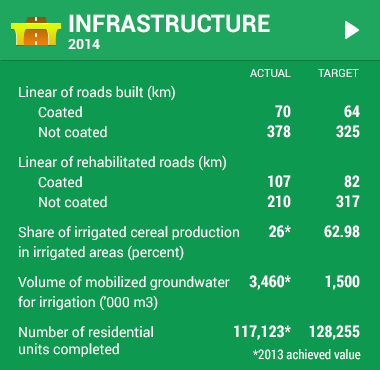 INFRASTRUCTURE
2014
ACTUAL TARGET
Linear of roads built (km)
Coated 70 64
Not coated 378 325
Linear of rehabilitated roads (km)
Coated 107 82
Not coated 210 317
Share of irrigated cereal production 26* 62.98
in irrigated areas (percent)
Volume of mobilized groundwater 3,460* 1,500
for irrigation ('000 m3)
Number of residential 117,123* 128,255
units completed *2013 achieved value